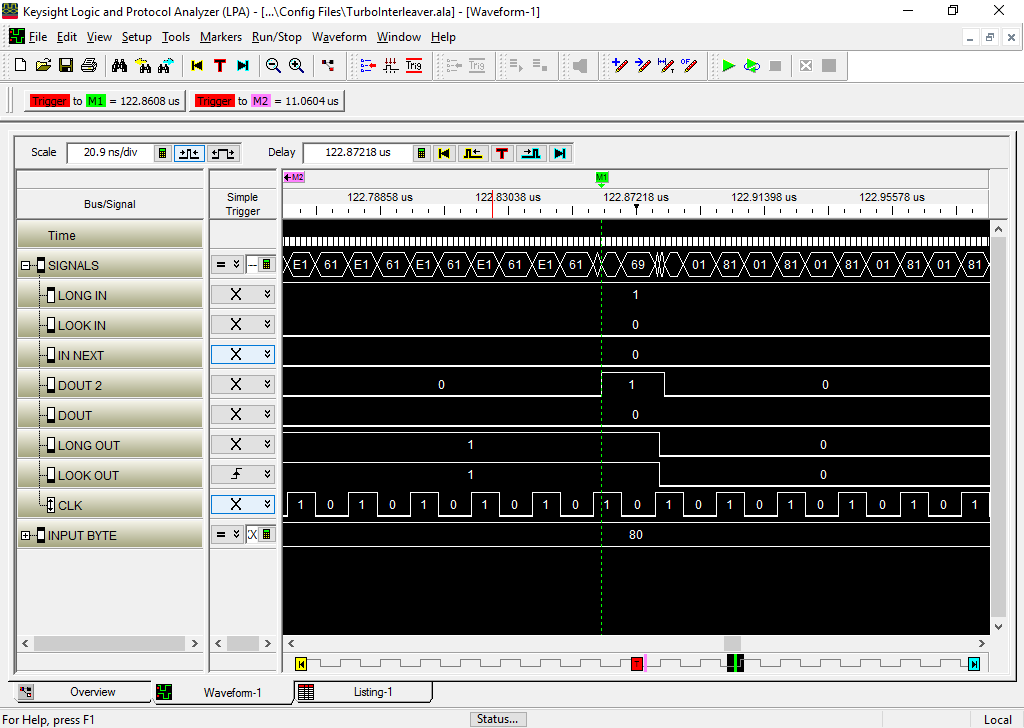 Keysight Logic and Protocol Analyzer (LPA) - [...\Config Files\TurboInterleaver.ala] - [Waveform-1]
File Edit View Setup Tools Markers Run/Stop Waveform Window Help
T Trig Trig
Trigger to M1 = 122.8608 us Trigger to M2 = 11.0604 us
Scale 20.9 ns/div Delay 122.87218 us T
M2 M1
Bus/Signal Simple Trigger 122.78858 us 122.83038 us 122.87218 us 122.91398 us 122.95578 us
Time
SIGNALS = E1 61 E1 61 E1 61 E1 61 E1 61 69 01 81 01 81 01 81 01 81 01 81
LONG IN X 1
LOOK IN X 0
IN NEXT X 0
DOUT 2 X 0 1 0
DOUT X 0
LONG OUT X 1 0
LOOK OUT 1 0
CLK X 1 0 1 0 1 0 1 0 1 0 1 0 1 0 1 0 1 0 1 0 1 0 1
INPUT BYTE = X 80
T
Overview Waveform-1 Listing-1
For Help, press F1 Status... Local